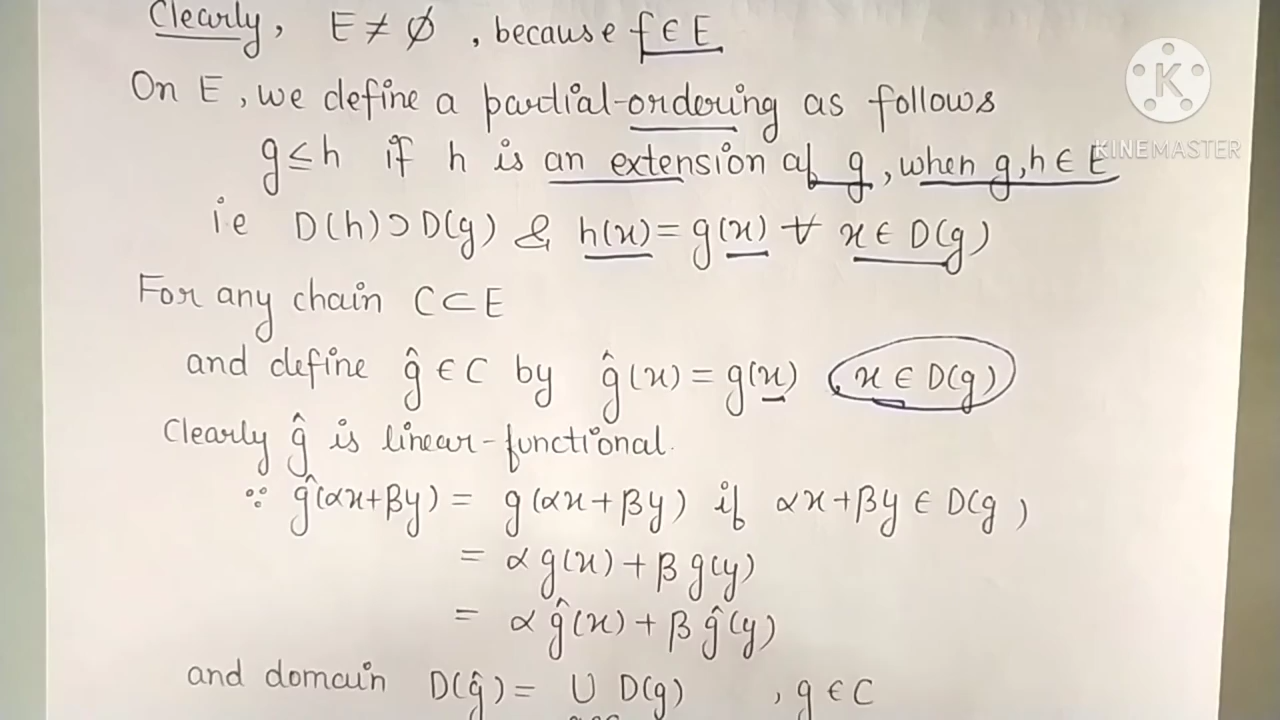 Clearly, E ≠ ∅, because f ∈ E
On E, we define a partial-ordering as follows
g ≤ h if h is an extension of g, when g, h ∈ E
i.e D(h) ⊃ D(g) & h(x) = g(x) ∀ x ∈ D(g)
For any chain C ⊂ E
and define ĝ ∈ C by ĝ(x) = g(x) , x ∈ D(g)
Clearly ĝ is linear-functional.
∵ ĝ(αx+βy) = g(αx+βy) if αx+βy ∈ D(g)
= α g(x) + β g(y)
= α ĝ(x) + β ĝ(y)
and domain D(ĝ) = ∪ D(g) , g ∈ C
K
KINEMASTER